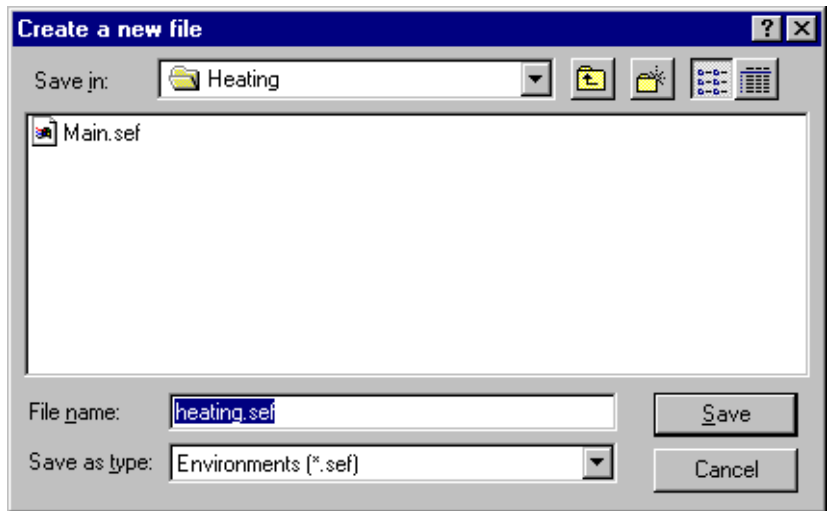 Create a new file
Save in: Heating
Main.sef
File name: heating.sef Save
Save as type: Environments (*.sef) Cancel